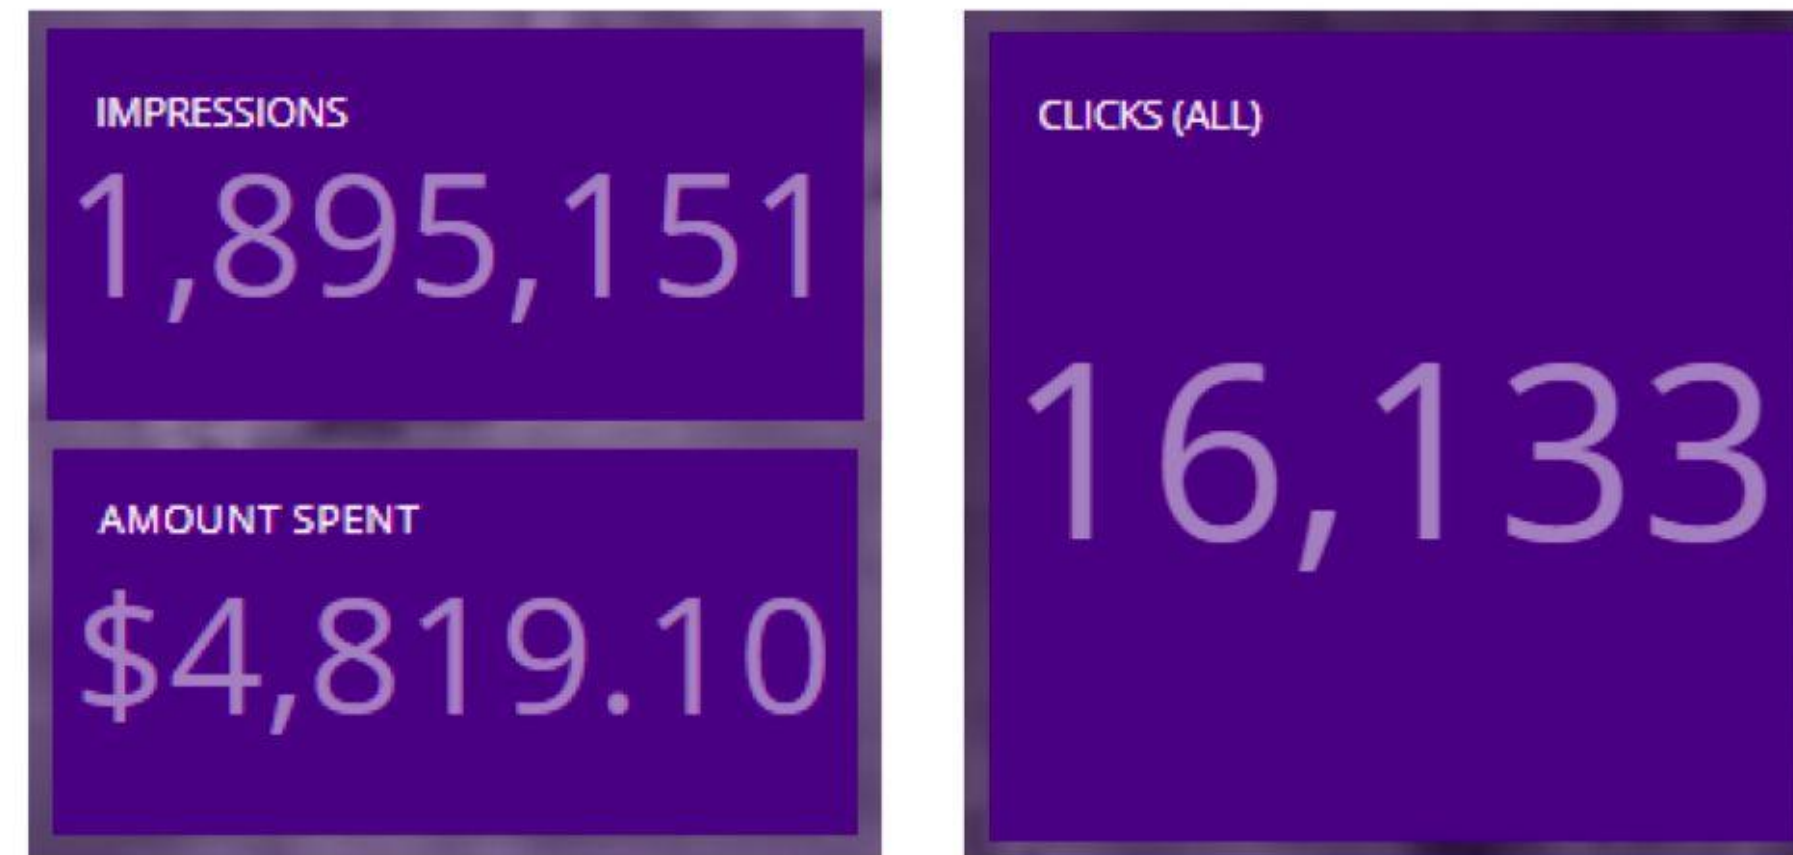 IMPRESSIONS
1,895,151
AMOUNT SPENT
$4,819.10
CLICKS (ALL)
16,133